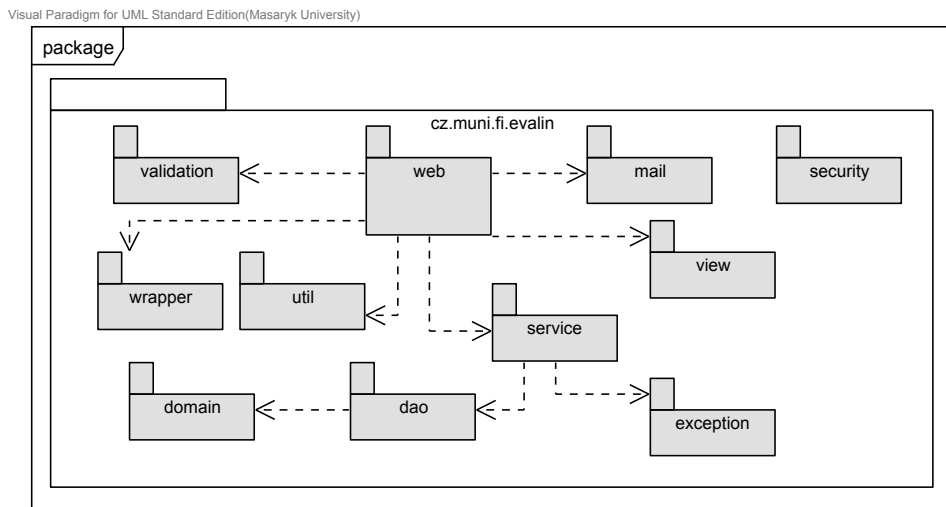 Visual Paradigm for UML Standard Edition(Masaryk University)
package
cz.muni.fi.evalin
validation
web
mail
security
wrapper
util
view
service
domain
dao
exception